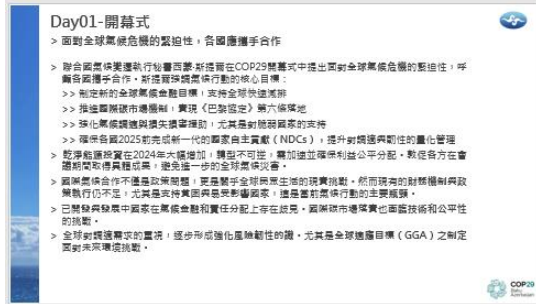 Day01-開幕式
> 面對全球氣候危機的緊迫性，各國應攜手合作
> 聯合國氣候變遷執行秘書西蒙·斯提爾在COP29開幕式中提出面對全球氣候危機的緊迫性，呼
籲各國攜手合作。斯提爾強調氣候行動的核心目標：
>> 制定新的全球氣候金融目標，支持全球快速減排
>> 推進國際碳市場機制，實現《巴黎協定》第六條落地
>> 強化氣候調適與損失損害援助，尤其是對脆弱國家的支持
>> 確保各國2025前完成新一代的國家自主貢獻（NDCs），提升對調適與韌性的量化管理
> 乾淨能源投資在2024年大幅增加，轉型不可逆，需加速並確保利益公平分配。敦促各方在會
議期間取得具體成果，避免進一步的全球氣候災害。
> 國際氣候合作不僅是政策問題，更是關乎全球民眾生活的現實挑戰。然而現有的財務機制與政
策執行仍不足，尤其是支持貧困與易受影響國家，這是當前氣候行動的主要瓶頸。
> 已開發與發展中國家在氣候金融和責任分配上存在歧見。國際碳市場落實也面臨技術和公平性
的挑戰。
> 全球對調適需求的重視，逐步形成強化風險韌性的識。尤其是全球適應目標（GGA）之制定
面對未來環境挑戰。
COP29
Baku
Azerbaijan